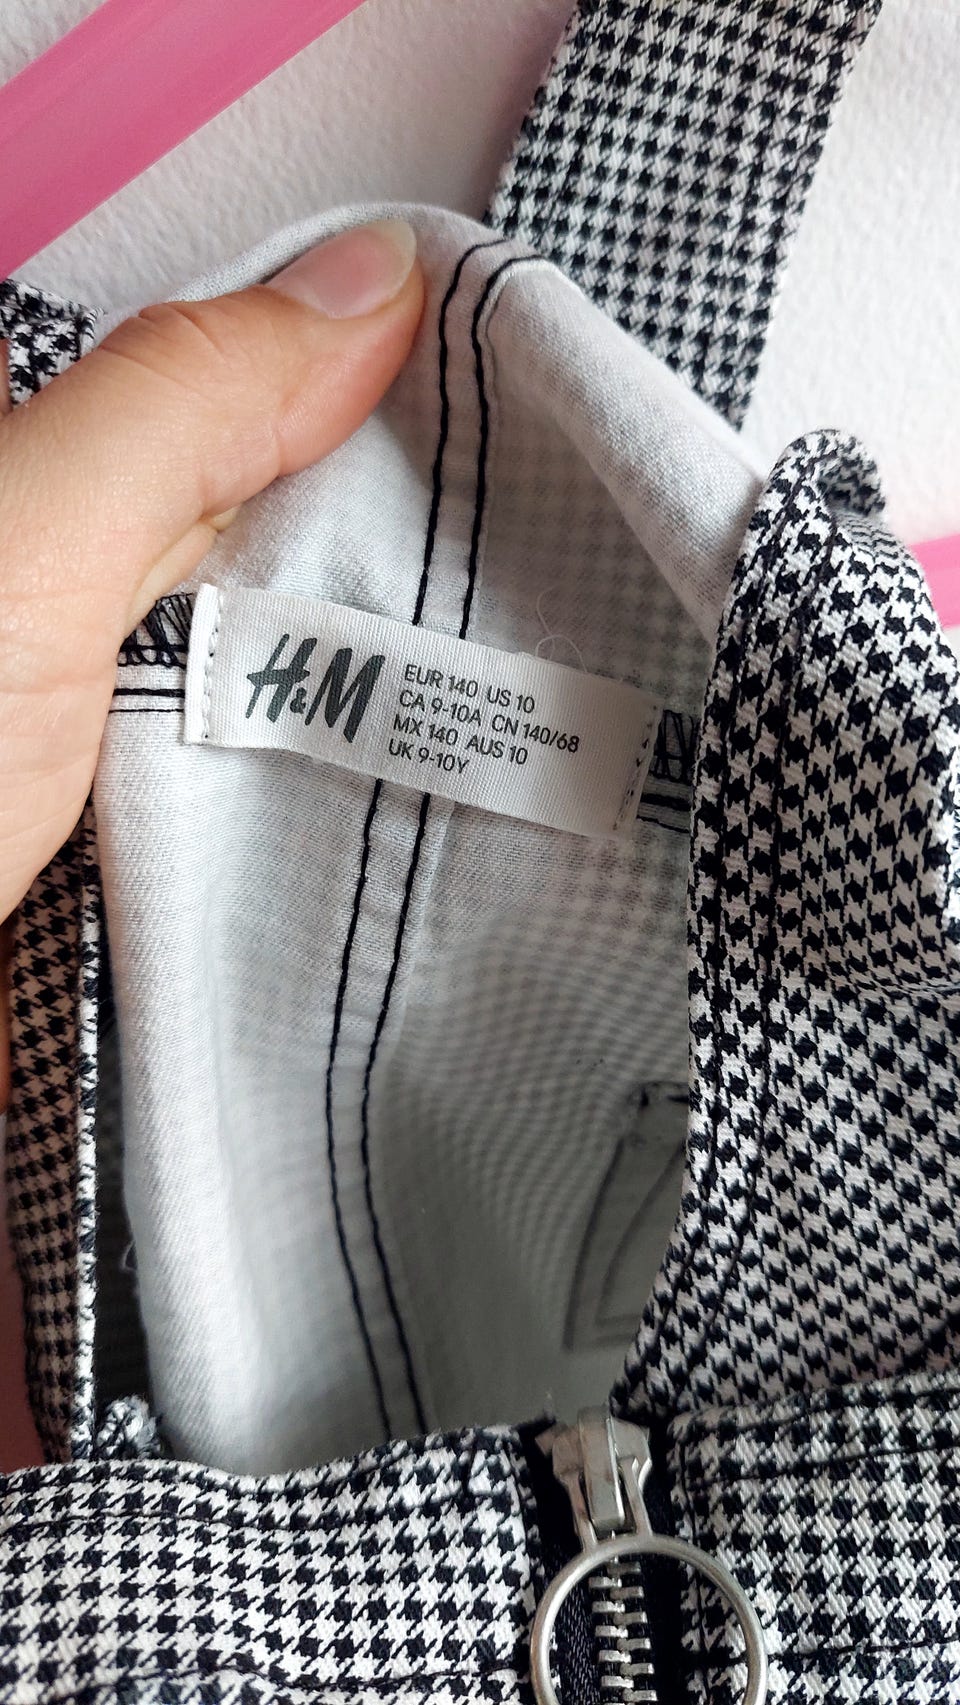 H&M
EUR 140 US 10
CA 9-10A CN 140/68
MX 140 AUS 10
UK 9-10Y